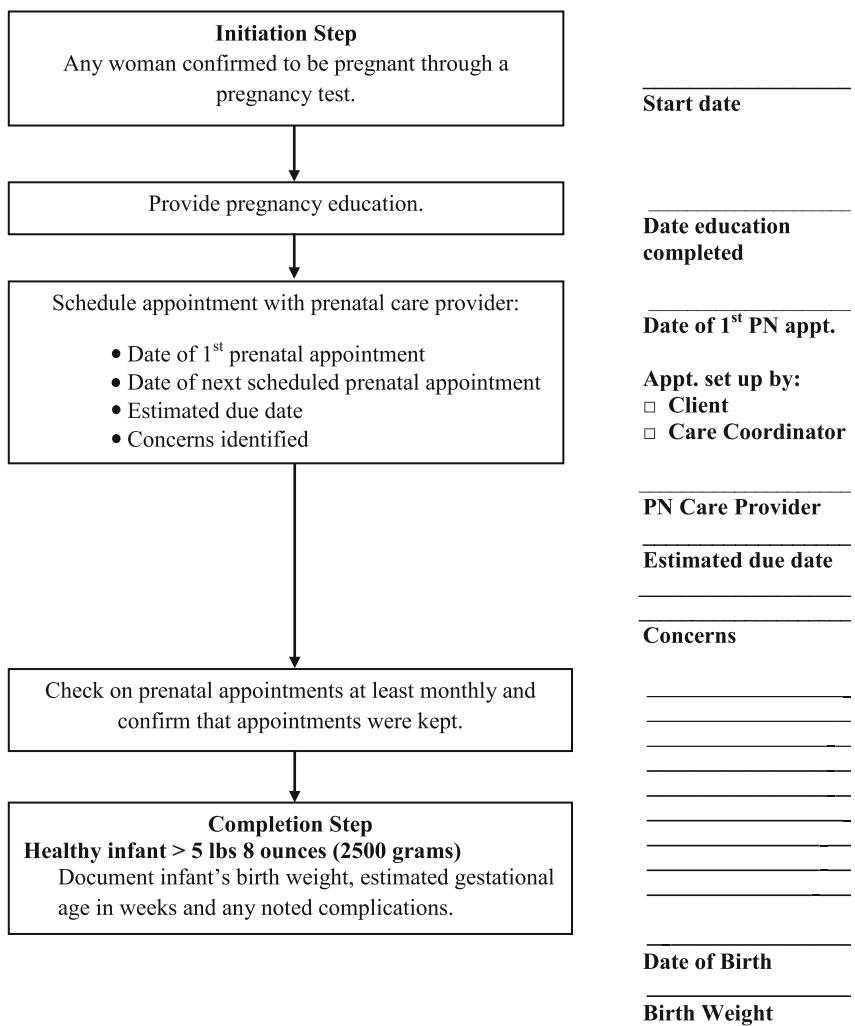 Initiation Step
Any woman confirmed to be pregnant through a
pregnancy test.
Provide pregnancy education.
Schedule appointment with prenatal care provider:
• Date of 1st prenatal appointment
• Date of next scheduled prenatal appointment
• Estimated due date
• Concerns identified
Check on prenatal appointments at least monthly and
confirm that appointments were kept.
Completion Step
Healthy infant > 5 lbs 8 ounces (2500 grams)
Document infant's birth weight, estimated gestational
age in weeks and any noted complications.
Start date
Date education
completed
Date of 1st PN appt.
Appt. set up by:
□ Client
□ Care Coordinator
PN Care Provider
Estimated due date
Concerns
Date of Birth
Birth Weight